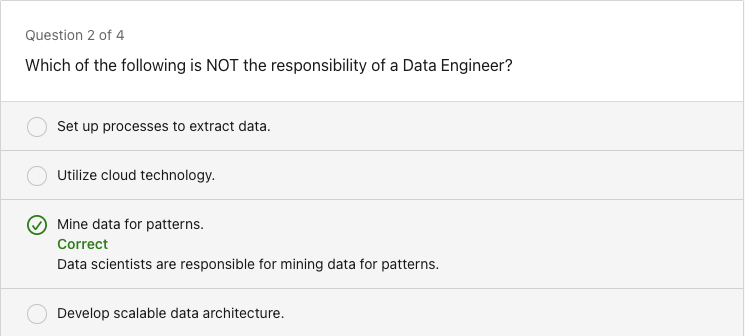 Question 2 of 4
Which of the following is NOT the responsibility of a Data Engineer?
Set up processes to extract data.
Utilize cloud technology.
Mine data for patterns.
Correct
Data scientists are responsible for mining data for patterns.
Develop scalable data architecture.